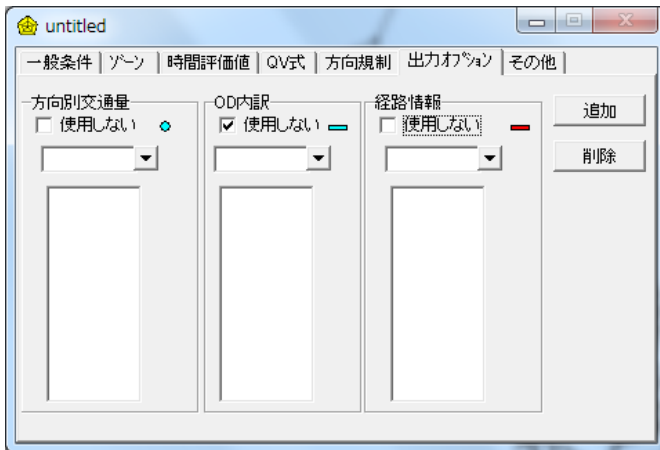 untitled
一般条件 ゾーン 時間評価値 QV式 方向規制 出力オプション その他
方向別交通量 OD内訳 経路情報
使用しない 使用しない 使用しない
追加
削除